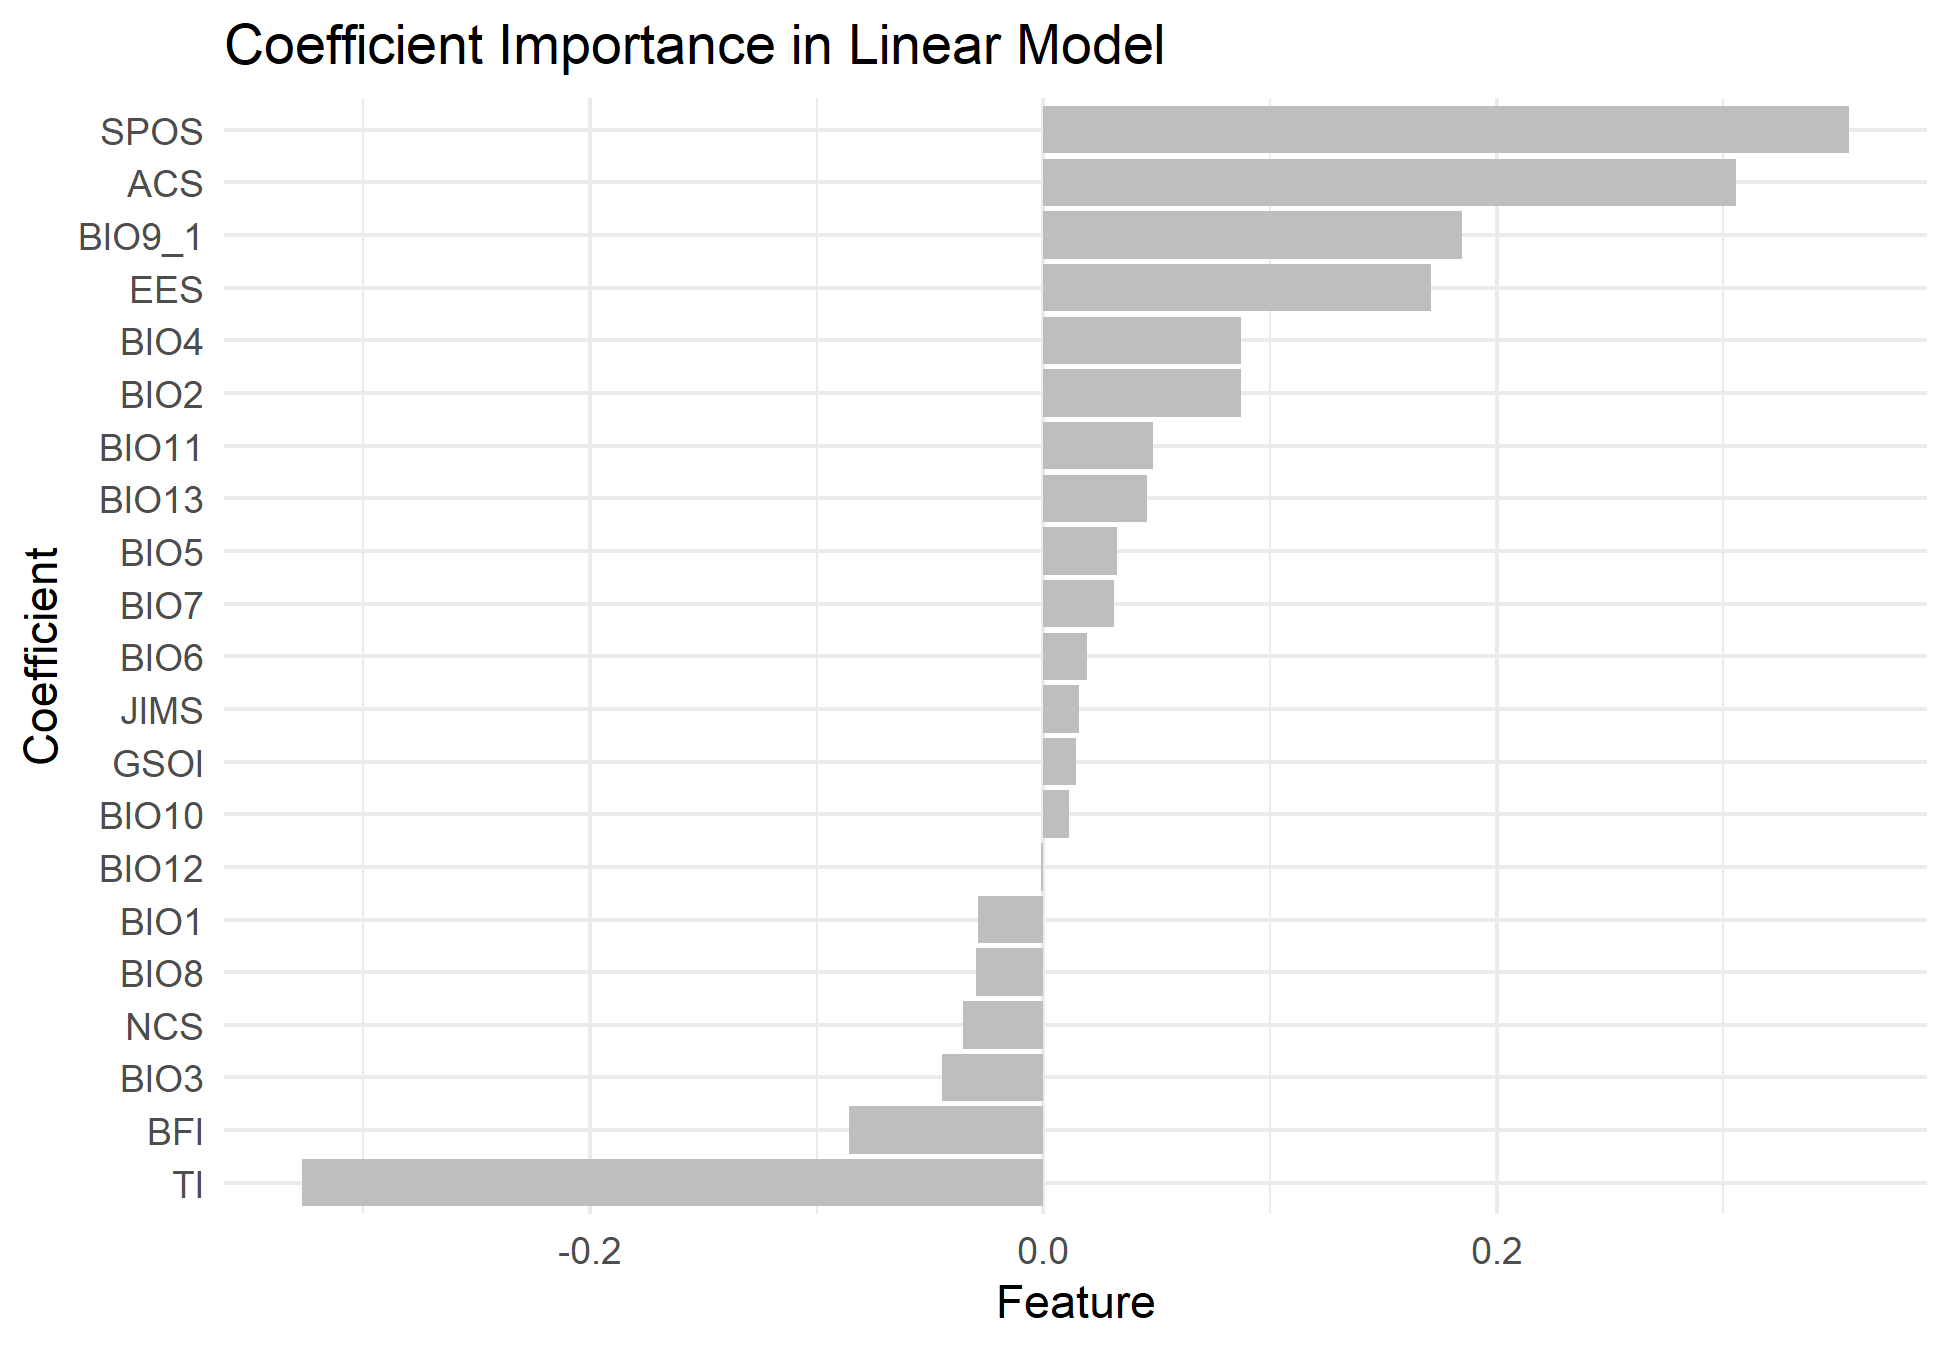 Coefficient Importance in Linear Model
SPOS
ACS
BIO9_1
EES
BIO4
BIO2
BIO11
BIO13
BIO5
BIO7
BIO6
JIMS
GSOI
BIO10
BIO12
BIO1
BIO8
NCS
BIO3
BFI
TI
Coefficient
-0.2
0.0
0.2
Feature